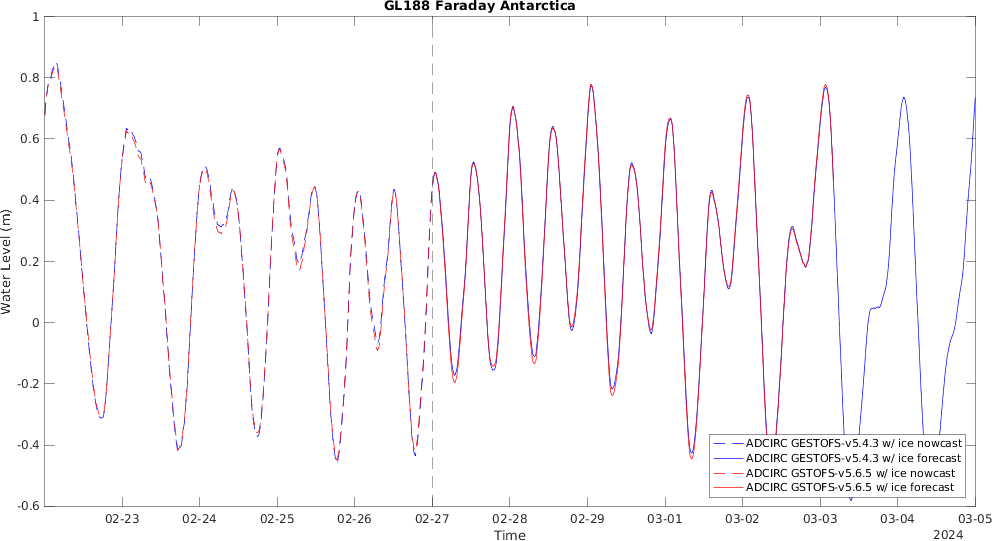 GL188 Faraday Antarctica
1
0.8
0.6
0.4
0.2
0
-0.2
-0.4
-0.6
Water Level (m)
ADCIRC GESTOFS-v5.4.3 w/ ice nowcast
ADCIRC GESTOFS-v5.4.3 w/ ice forecast
ADCIRC GSTOFS-v5.6.5 w/ ice nowcast
ADCIRC GSTOFS-v5.6.5 w/ ice forecast
02-23 02-24 02-25 02-26 02-27 02-28 02-29 03-01 03-02 03-03 03-04 03-05
Time
2024